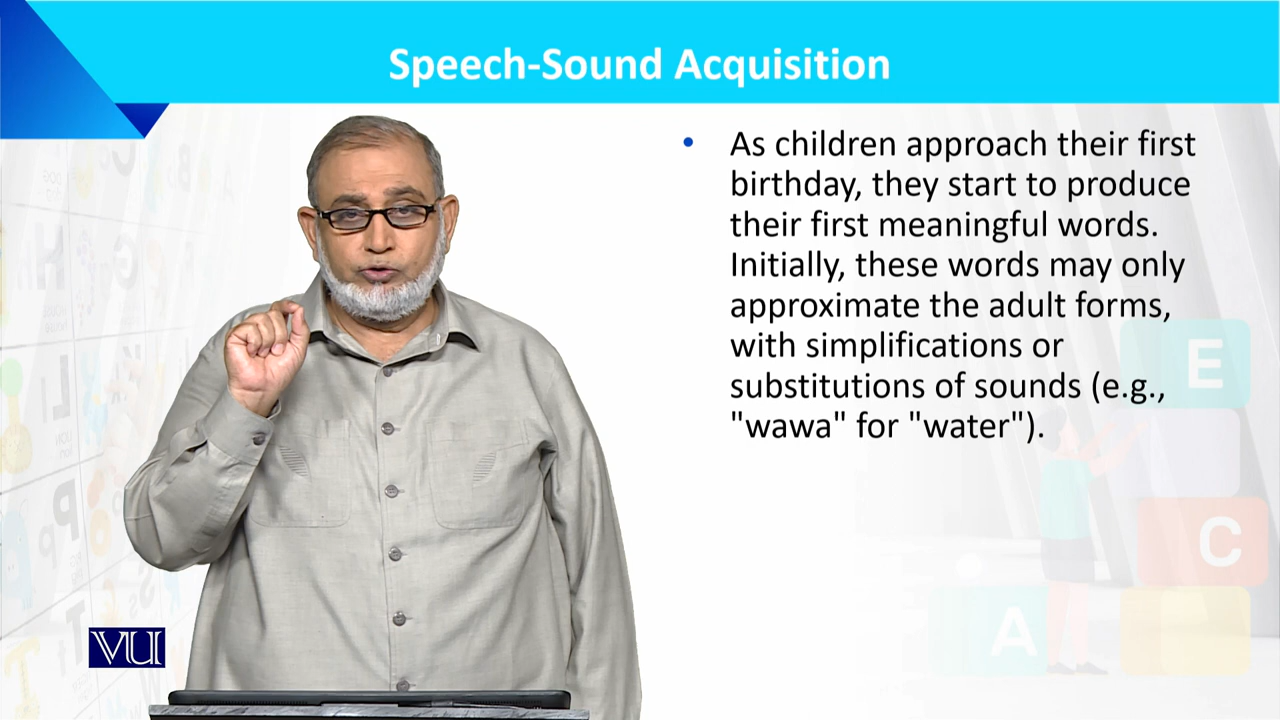 Speech-Sound Acquisition
• As children approach their first
birthday, they start to produce
their first meaningful words.
Initially, these words may only
approximate the adult forms,
with simplifications or
substitutions of sounds (e.g.,
"wawa" for "water").
E
C
A
VU